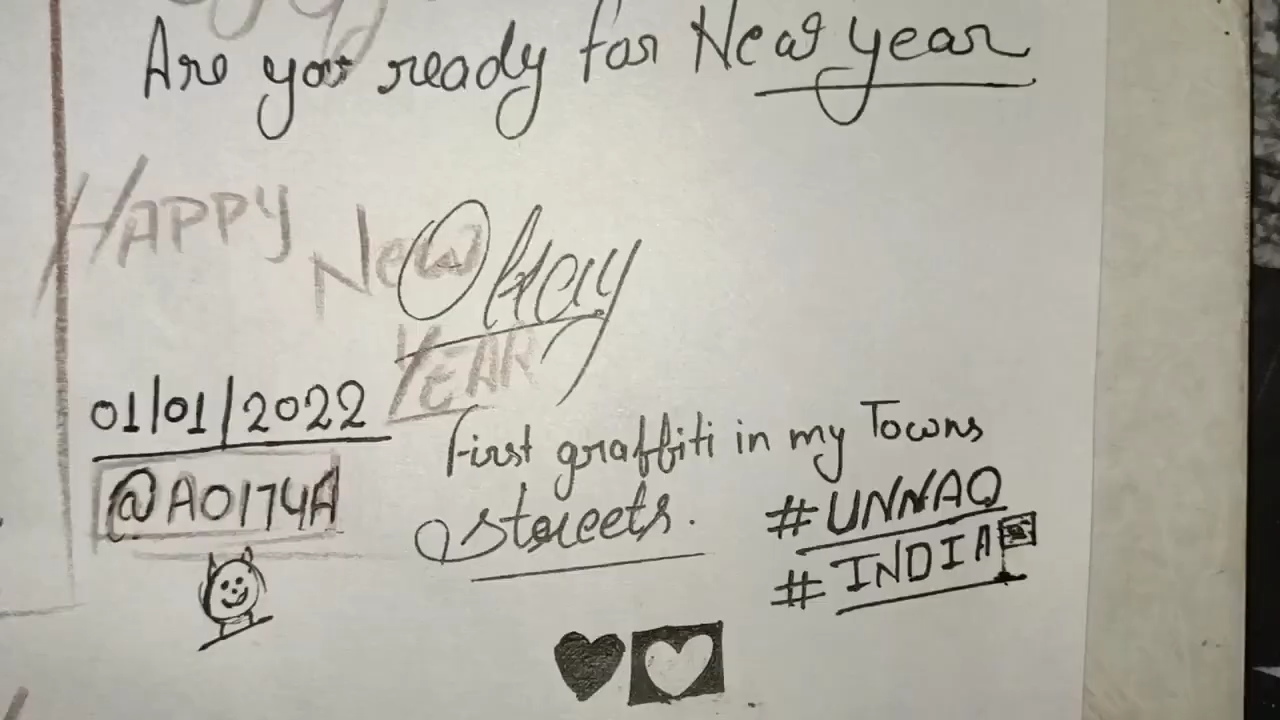 Are you ready for New year
HAPPY
New
Okay
YEAR
01/01/2022
@A0174A
First graffiti in my Towns
streets.
#UNNAO
#INDIA